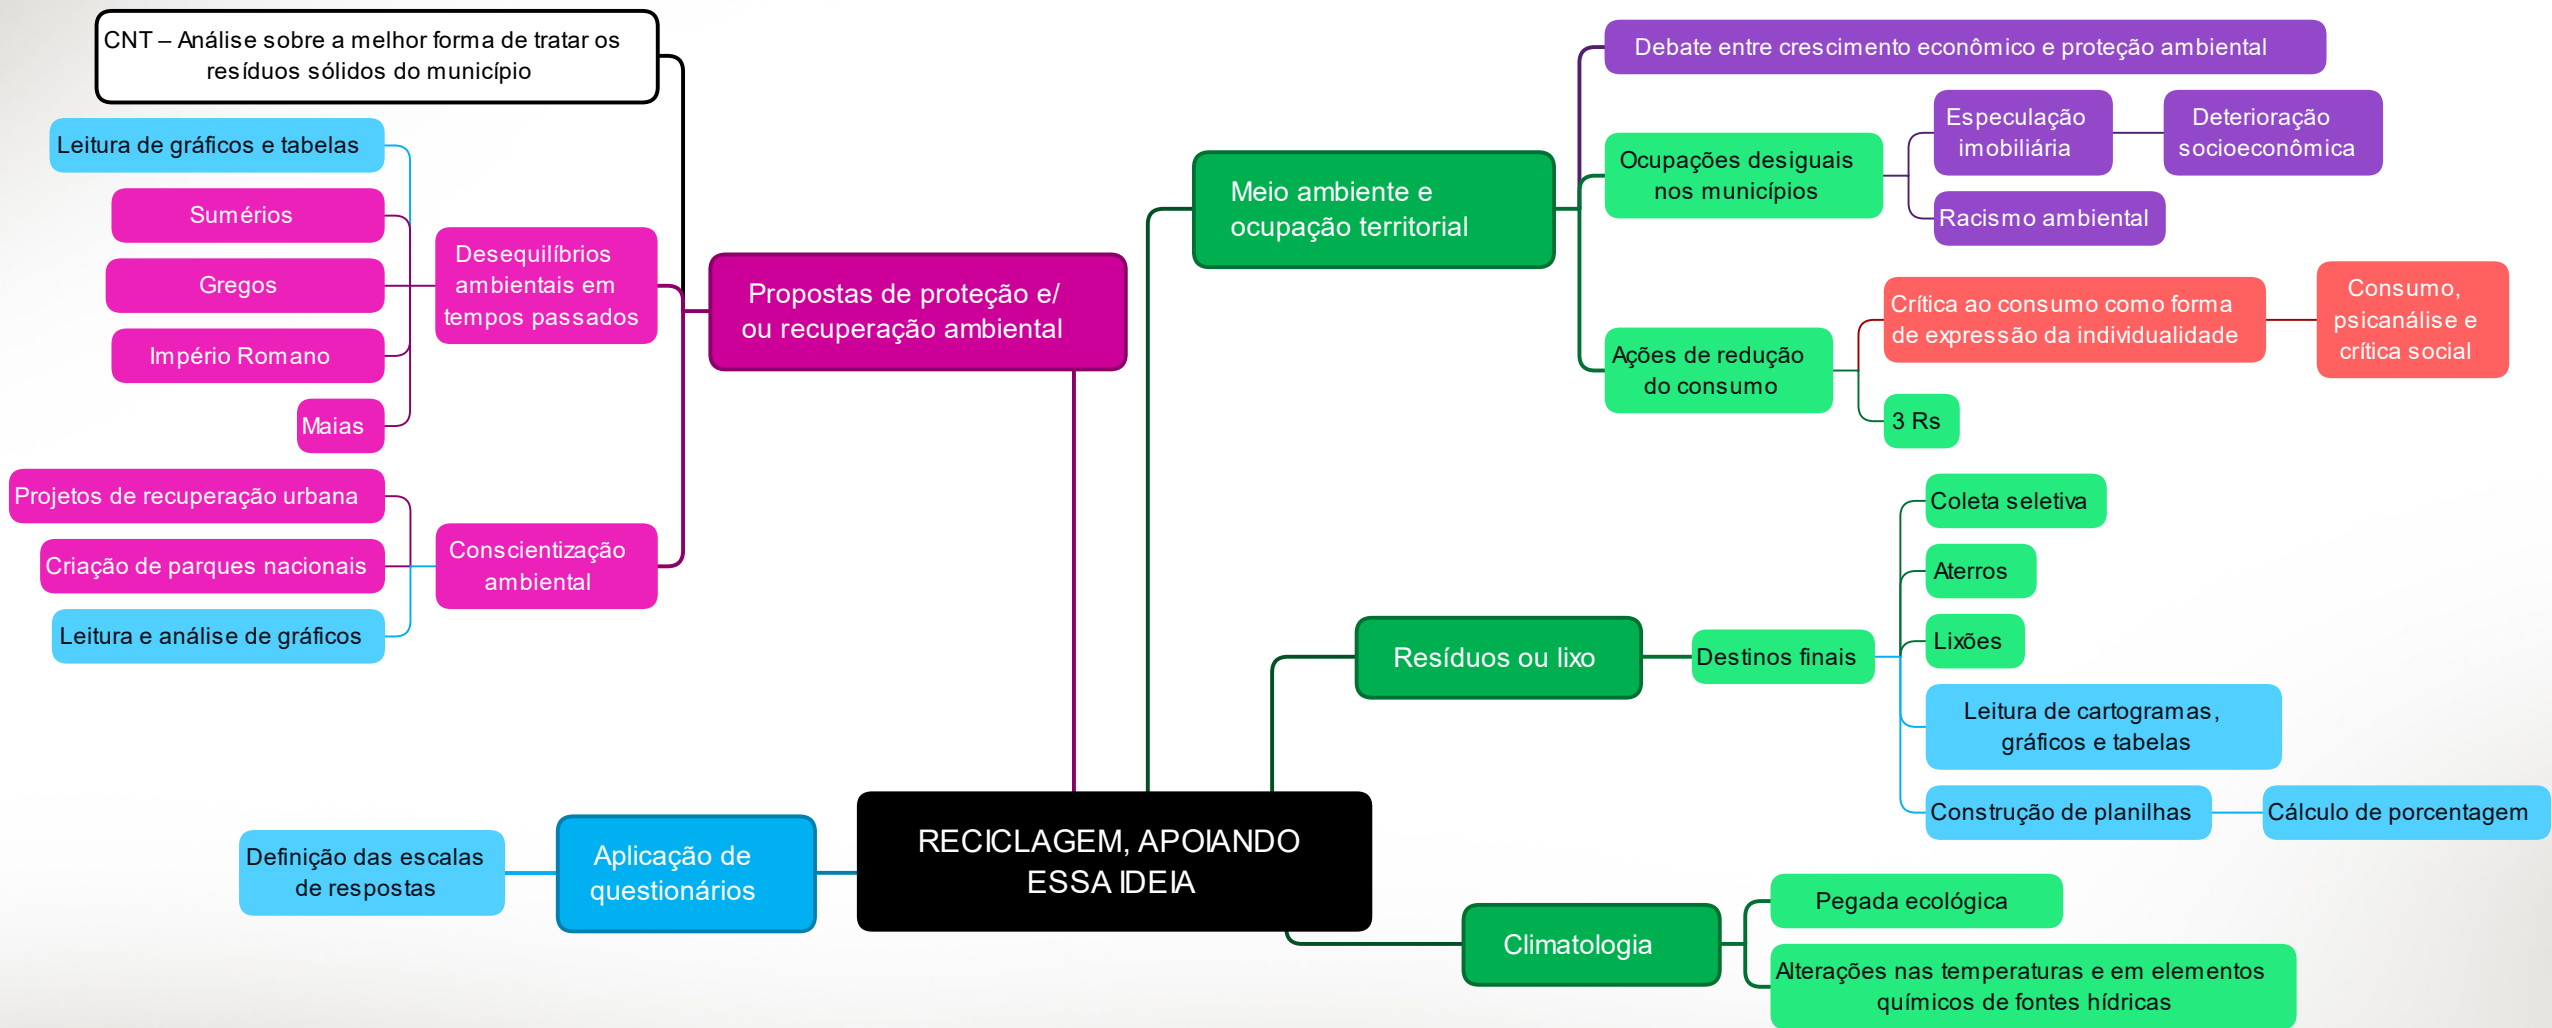 CNT – Análise sobre a melhor forma de tratar os
resíduos sólidos do município
Leitura de gráficos e tabelas
Sumérios
Gregos
Império Romano
Maias
Desequilíbrios
ambientais em
tempos passados
Projetos de recuperação urbana
Criação de parques nacionais
Leitura e análise de gráficos
Conscientização
ambiental
Propostas de proteção e/
ou recuperação ambiental
Meio ambiente e
ocupação territorial
Debate entre crescimento econômico e proteção ambiental
Ocupações desiguais
nos municípios
Especulação
imobiliária
Deterioração
socioeconômica
Racismo ambiental
Ações de redução
do consumo
Crítica ao consumo como forma
de expressão da individualidade
Consumo,
psicanálise e
crítica social
3 Rs
Resíduos ou lixo
Destinos finais
Coleta seletiva
Aterros
Lixões
Leitura de cartogramas,
gráficos e tabelas
Construção de planilhas
Cálculo de porcentagem
Definição das escalas
de respostas
Aplicação de
questionários
RECICLAGEM, APOIANDO
ESSA IDEIA
Climatologia
Pegada ecológica
Alterações nas temperaturas e em elementos
químicos de fontes hídricas